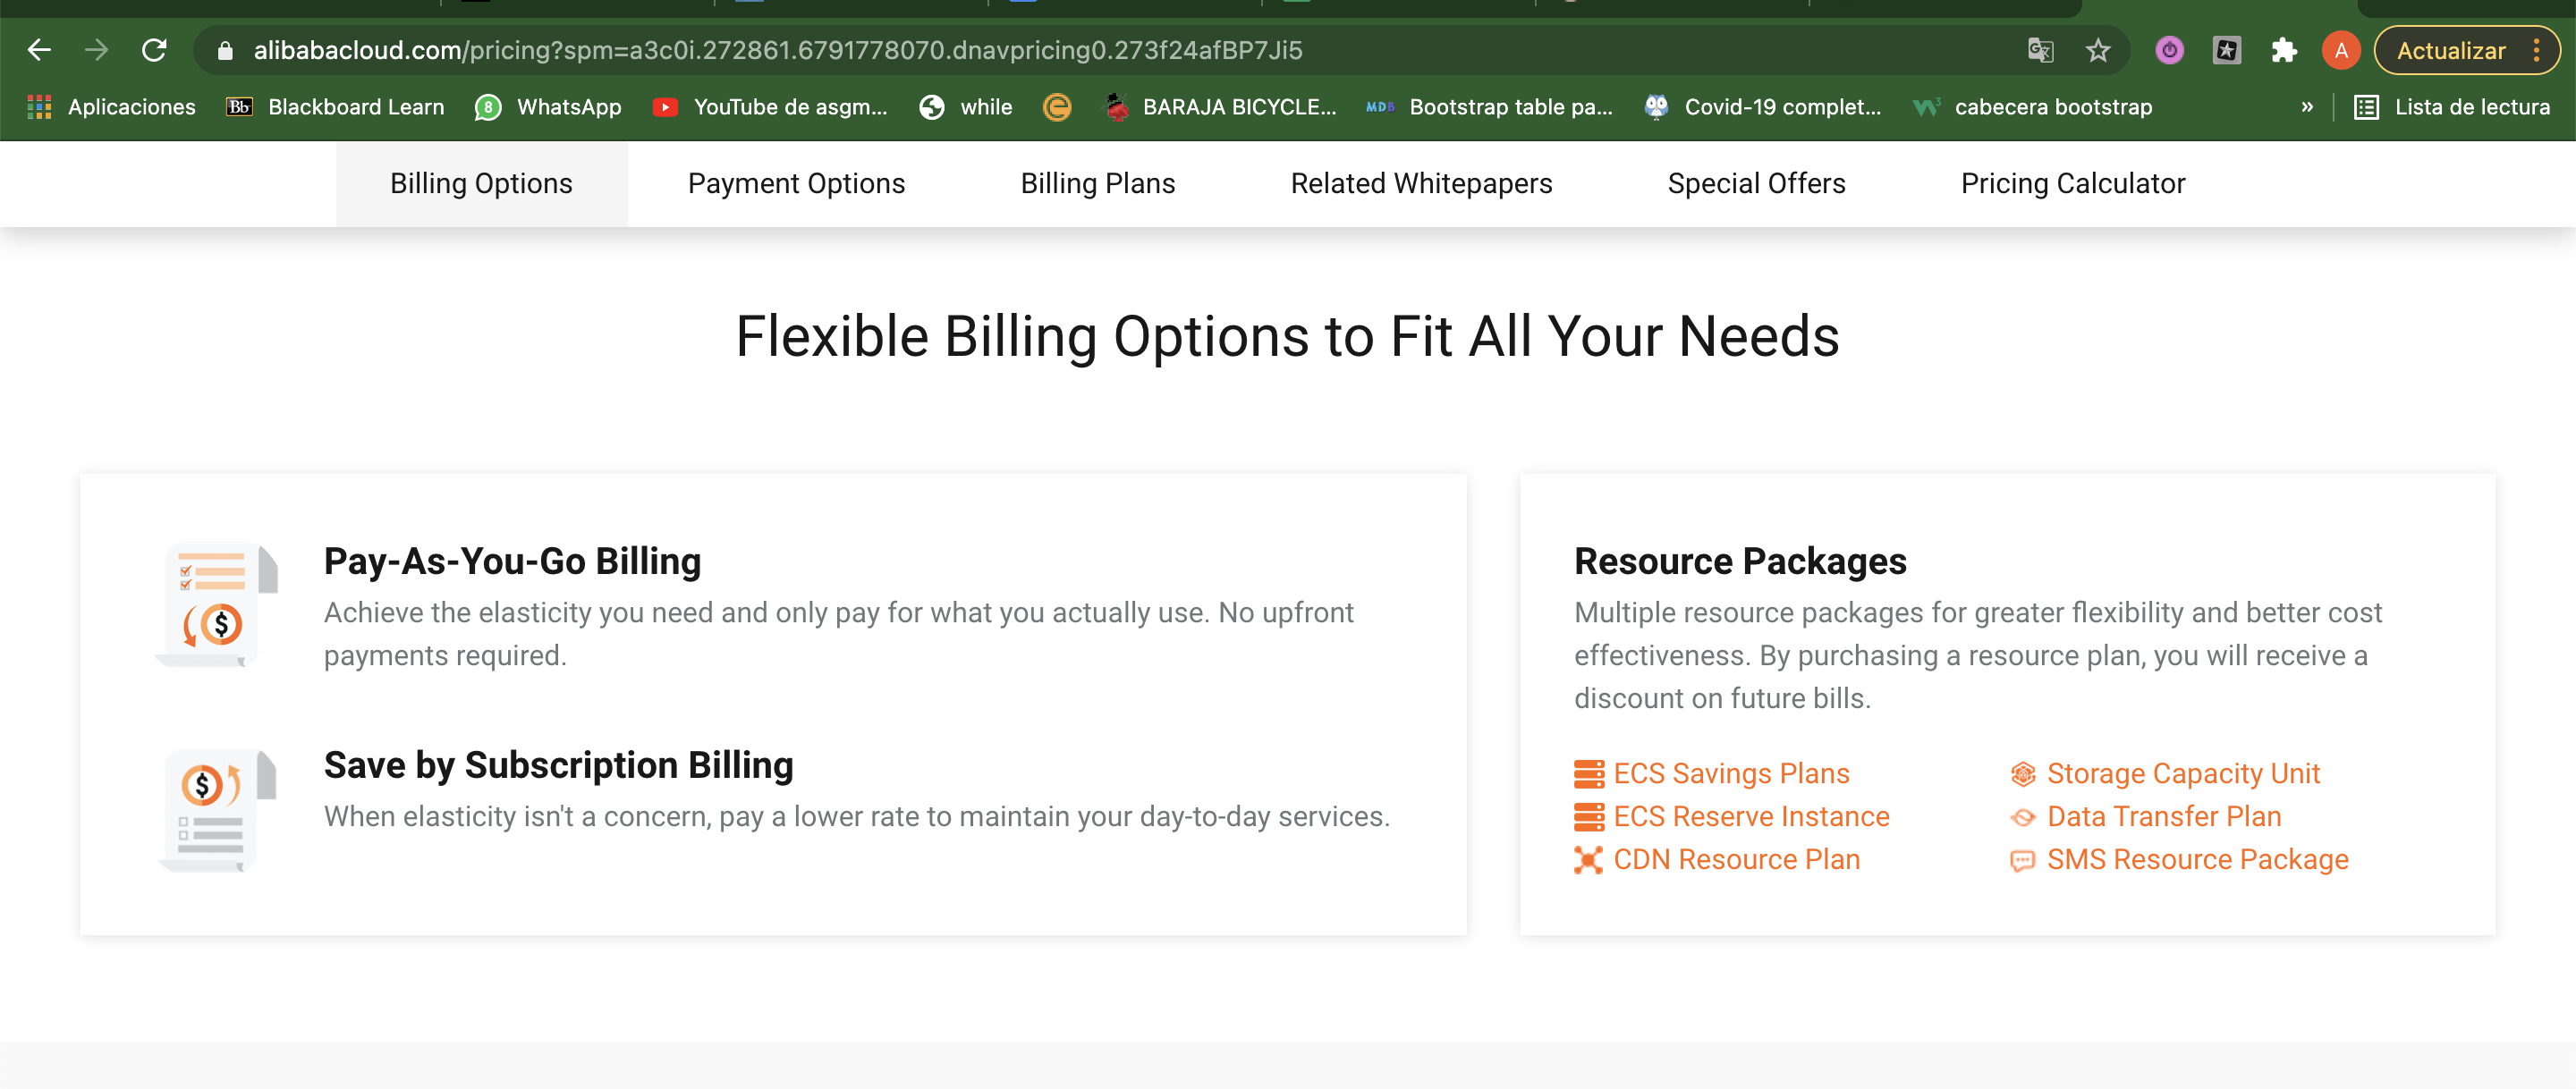 alibabacloud.com/pricing?spm=a3c0i.272861.6791778070.dnavpricing0.273f24afBP7Ji5
A
Actualizar
Aplicaciones
Bb
Blackboard Learn
8
WhatsApp
YouTube de asgm...
while
BARAJA BICYCLE...
MDB
Bootstrap table pa...
Covid-19 complet...
cabecera bootstrap
»
Lista de lectura
Billing Options
Payment Options
Billing Plans
Related Whitepapers
Special Offers
Pricing Calculator
Flexible Billing Options to Fit All Your Needs
Pay-As-You-Go Billing
Achieve the elasticity you need and only pay for what you actually use. No upfront
payments required.
Save by Subscription Billing
When elasticity isn't a concern, pay a lower rate to maintain your day-to-day services.
Resource Packages
Multiple resource packages for greater flexibility and better cost
effectiveness. By purchasing a resource plan, you will receive a
discount on future bills.
ECS Savings Plans
Storage Capacity Unit
ECS Reserve Instance
Data Transfer Plan
CDN Resource Plan
SMS Resource Package